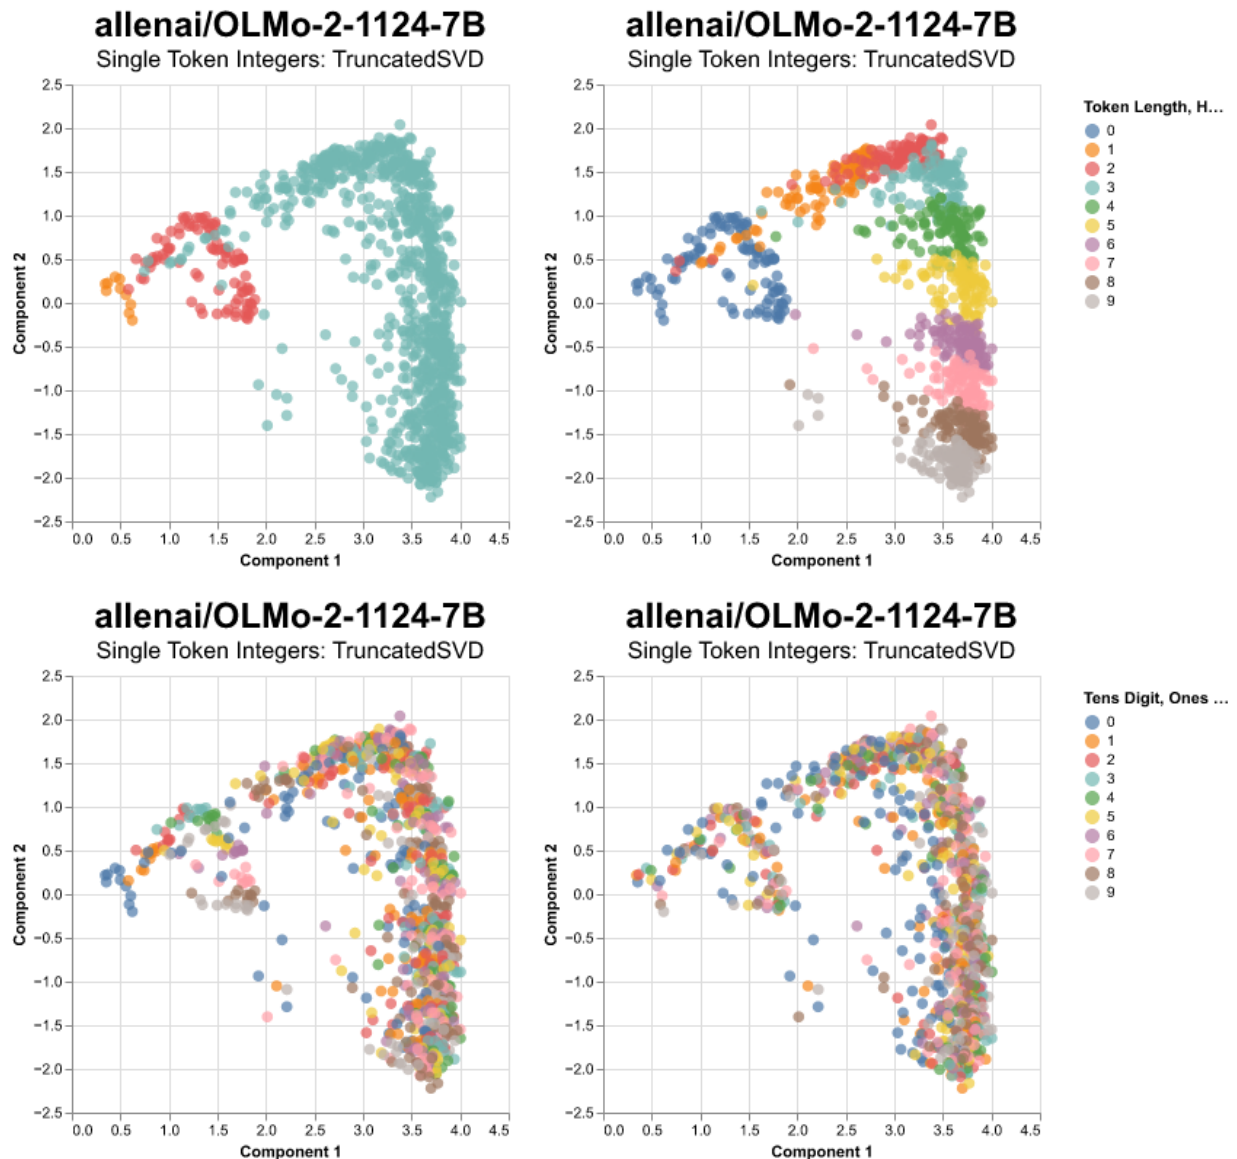 allenai/OLMo-2-1124-7B
Single Token Integers: TruncatedSVD
2.5
2.0
1.5
1.0
0.5
0.0
−0.5
−1.0
−1.5
−2.0
−2.5
Component 2
0.0 0.5 1.0 1.5 2.0 2.5 3.0 3.5 4.0 4.5
Component 1
allenai/OLMo-2-1124-7B
Single Token Integers: TruncatedSVD
2.5
2.0
1.5
1.0
0.5
0.0
−0.5
−1.0
−1.5
−2.0
−2.5
Component 2
0.0 0.5 1.0 1.5 2.0 2.5 3.0 3.5 4.0 4.5
Component 1
Token Length, H…
0
1
2
3
4
5
6
7
8
9
allenai/OLMo-2-1124-7B
Single Token Integers: TruncatedSVD
2.5
2.0
1.5
1.0
0.5
0.0
−0.5
−1.0
−1.5
−2.0
−2.5
Component 2
0.0 0.5 1.0 1.5 2.0 2.5 3.0 3.5 4.0 4.5
Component 1
allenai/OLMo-2-1124-7B
Single Token Integers: TruncatedSVD
2.5
2.0
1.5
1.0
0.5
0.0
−0.5
−1.0
−1.5
−2.0
−2.5
Component 2
0.0 0.5 1.0 1.5 2.0 2.5 3.0 3.5 4.0 4.5
Component 1
Tens Digit, Ones …
0
1
2
3
4
5
6
7
8
9